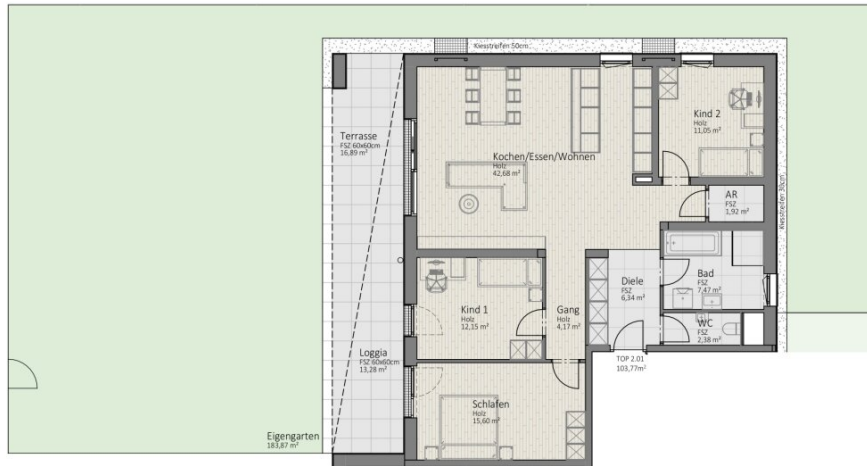 Kiesstreifen 50cm
Terrasse
FSZ 60x60cm
16,89 m²
Kochen/Essen/Wohnen
Holz
42,68 m²
Kind 2
Holz
11,05 m²
AR
FSZ
1,92 m²
Kiesstreifen 30cm
Kind 1
Holz
12,15 m²
Gang
Holz
4,17 m²
Diele
FSZ
6,34 m²
Bad
FSZ
7,47 m²
WC
FSZ
2,38 m²
Loggia
FSZ 60x60cm
13,28 m²
TOP 2.01
103,77m²
Schlafen
Holz
15,60 m²
Eigengarten
183,87 m²